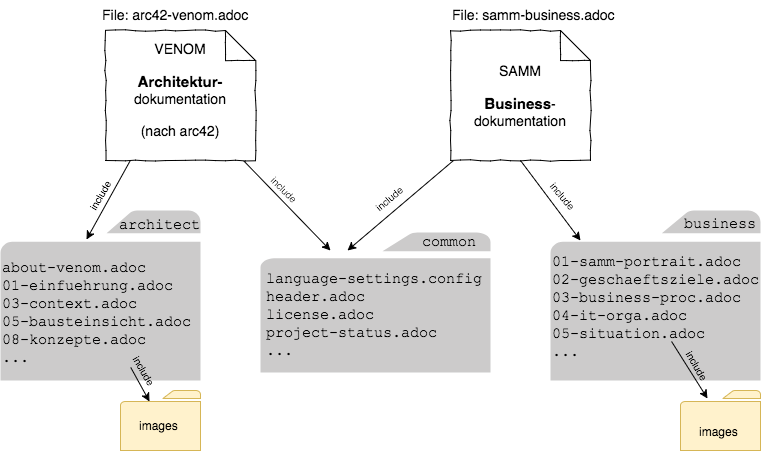 File: arc42-venom.adoc
VENOM
Architektur-
dokumentation
(nach arc42)
File: samm-business.adoc
SAMM
Business-
dokumentation
include
include
include
include
architect
about-venom.adoc
01-einfuehrung.adoc
03-context.adoc
05-bausteinsicht.adoc
08-konzepte.adoc
...
include
images
common
language-settings.config
header.adoc
license.adoc
project-status.adoc
...
business
01-samm-portrait.adoc
02-geschaeftsziele.adoc
03-business-proc.adoc
04-it-orga.adoc
05-situation.adoc
...
include
images